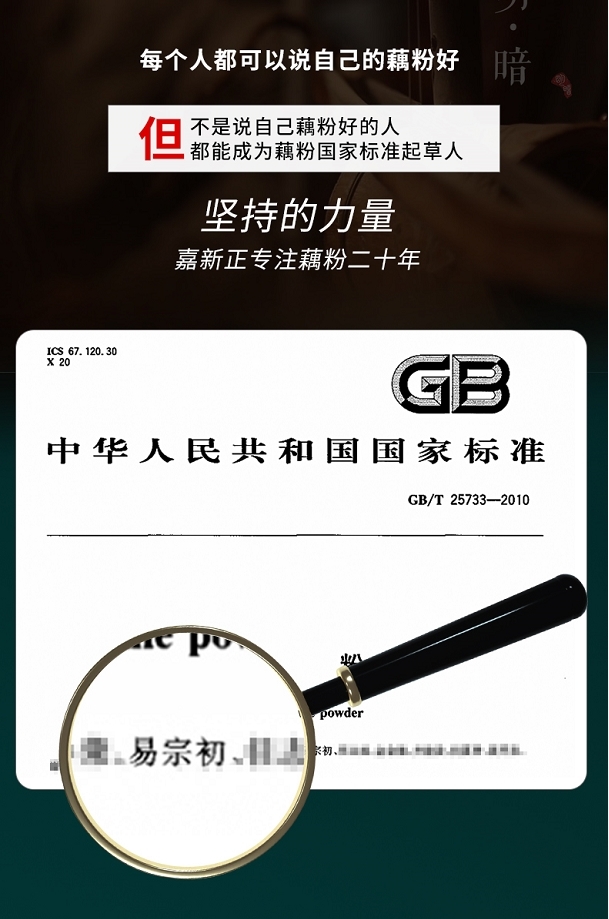 暗
每个人都可以说自己的藕粉好
但
不是说自己藕粉好的人
都能成为藕粉国家标准起草人
坚持的力量
嘉新正专注藕粉二十年
ICS 67.120.30
X 20
GB
中华人民共和国国家标准
GB/T 25733—2010
powder
、易宗初、
宗初、